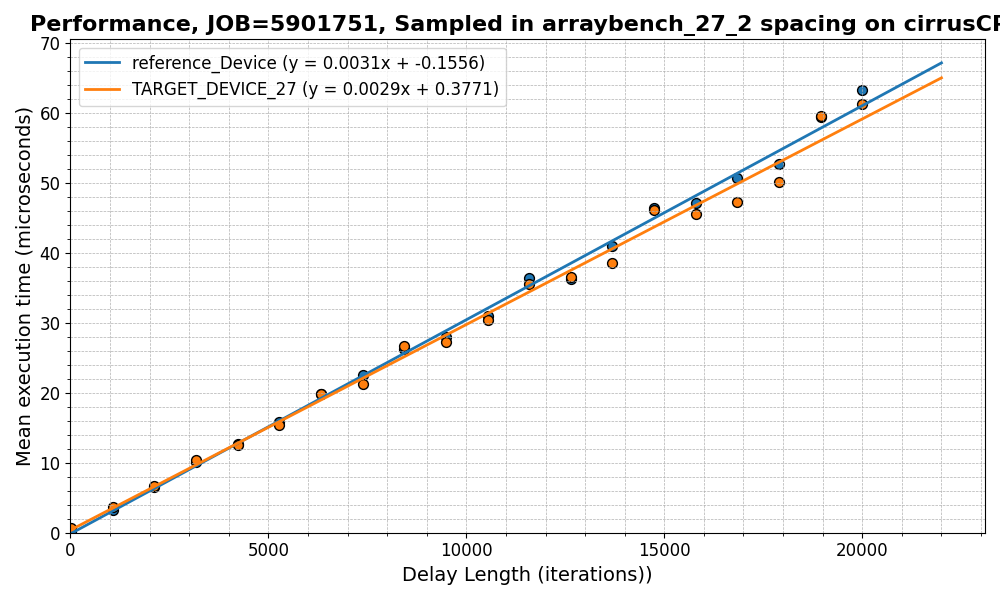 Performance, JOB=5901751, Sampled in arraybench_27_2 spacing on cirrusCP
reference_Device (y = 0.0031x + -0.1556)
TARGET_DEVICE_27 (y = 0.0029x + 0.3771)
Mean execution time (microseconds)
70
60
50
40
30
20
10
0
0 5000 10000 15000 20000
Delay Length (iterations))